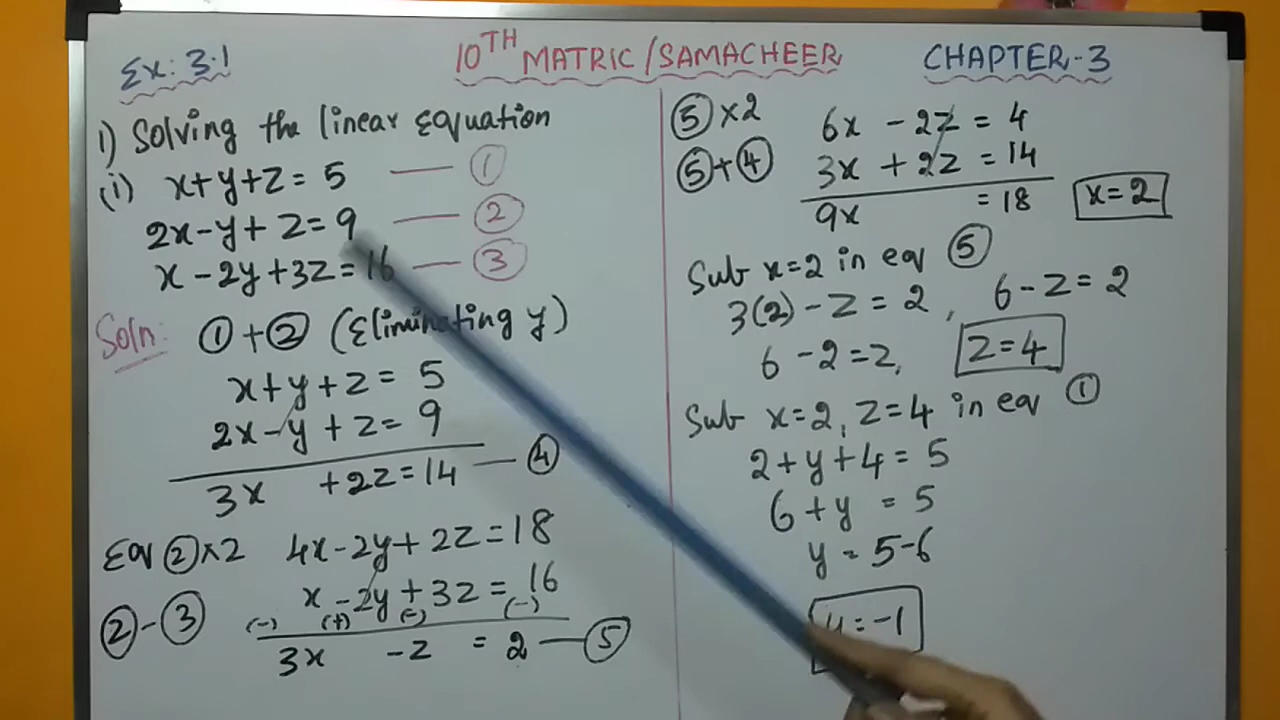 Ex: 3.1
10TH MATRIC/SAMACHEER
CHAPTER-3
1) Solving the linear Equation
(i) x+y+z = 5 —— ①
2x-y+z=9 —— ②
x-2y+3z=16 —— ③
Soln: ①+② (Eliminating y)
x+y+z = 5
2x-y+z=9
3x +2z=14 — ④
Eq ②×2 4x-2y+2z=18
x-2y+3z=16
②-③ (-) (+) (-) (-)
3x -z = 2 — ⑤
⑤×2 6x -2z = 4
⑤+④ 3x +2z =14
9x =18 x=2
Sub x=2 in eq ⑤
3(2)-z=2, 6-z=2
6-2=z, z=4
Sub x=2, z=4 in eq ①
2+y+4=5
6+y = 5
y = 5-6
y=-1